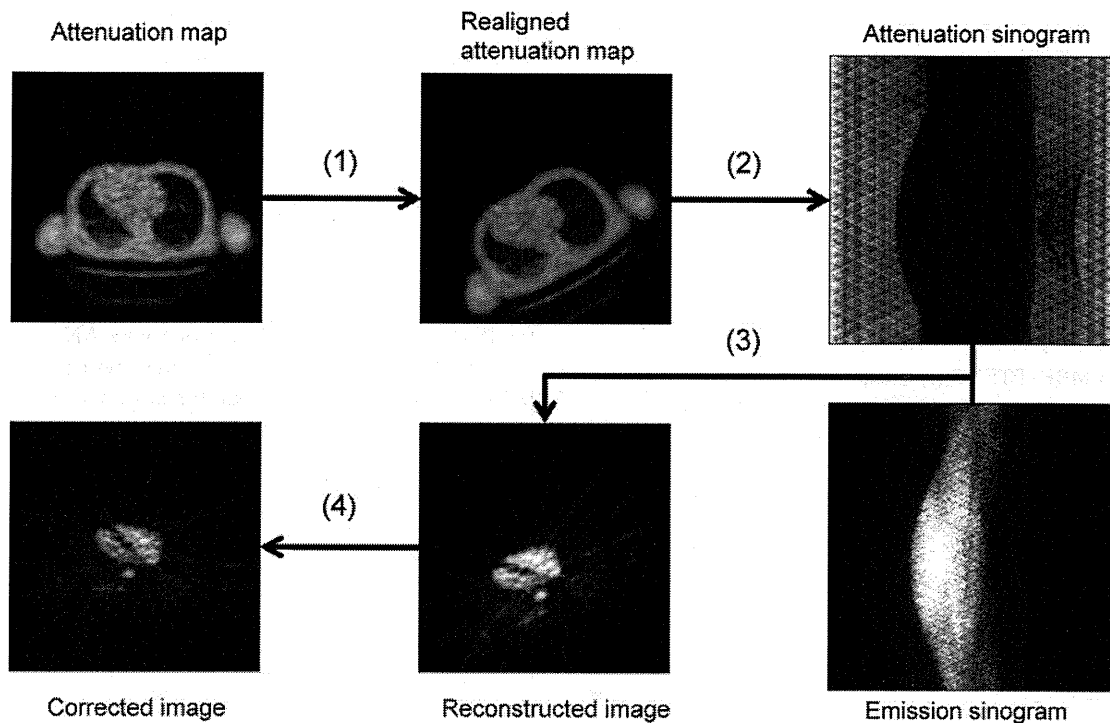 Attenuation map
Realigned
attenuation map
Attenuation sinogram
(1)
(2)
(3)
(4)
Corrected image
Reconstructed image
Emission sinogram